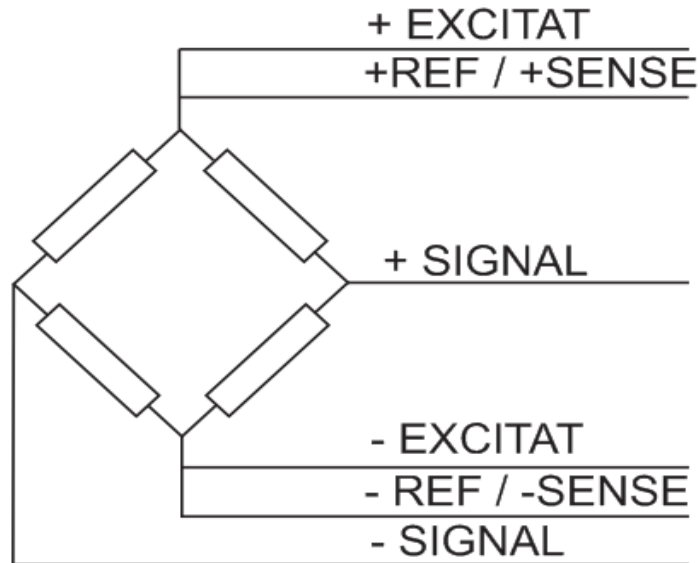 + EXCITAT
+REF / +SENSE
+ SIGNAL
- EXCITAT
- REF / -SENSE
- SIGNAL